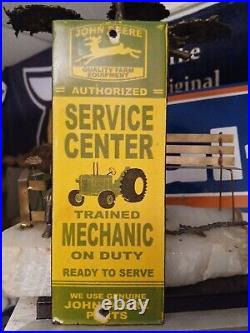 JOHN DEERE
QUALITY FARM
EQUIPMENT
AUTHORIZED
SERVICE
CENTER
TRAINED
MECHANIC
ON DUTY
READY TO SERVE
WE USE GENUINE
JOHN DEERE
PARTS
riginal